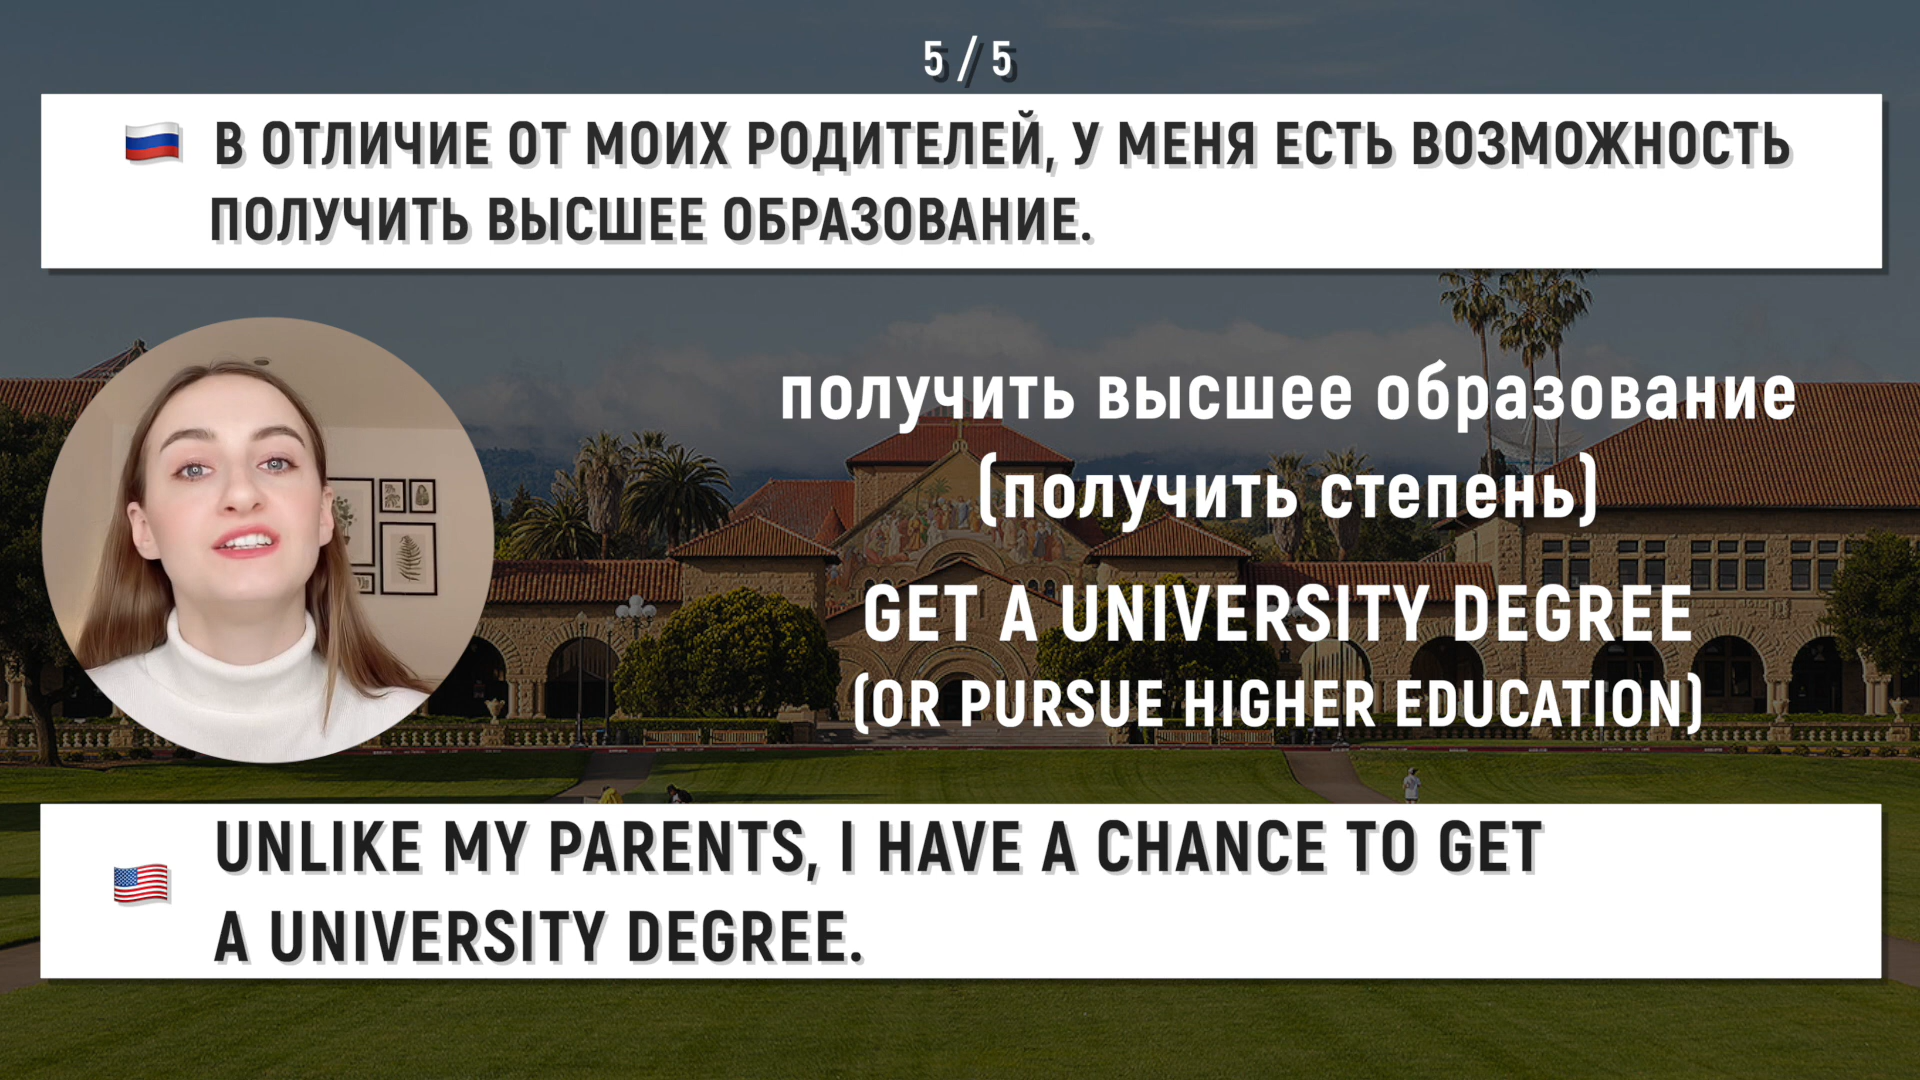 5 / 5
В ОТЛИЧИЕ ОТ МОИХ РОДИТЕЛЕЙ, У МЕНЯ ЕСТЬ ВОЗМОЖНОСТЬ
ПОЛУЧИТЬ ВЫСШЕЕ ОБРАЗОВАНИЕ.
получить высшее образование
(получить степень)
GET A UNIVERSITY DEGREE
(OR PURSUE HIGHER EDUCATION)
UNLIKE MY PARENTS, I HAVE A CHANCE TO GET
A UNIVERSITY DEGREE.